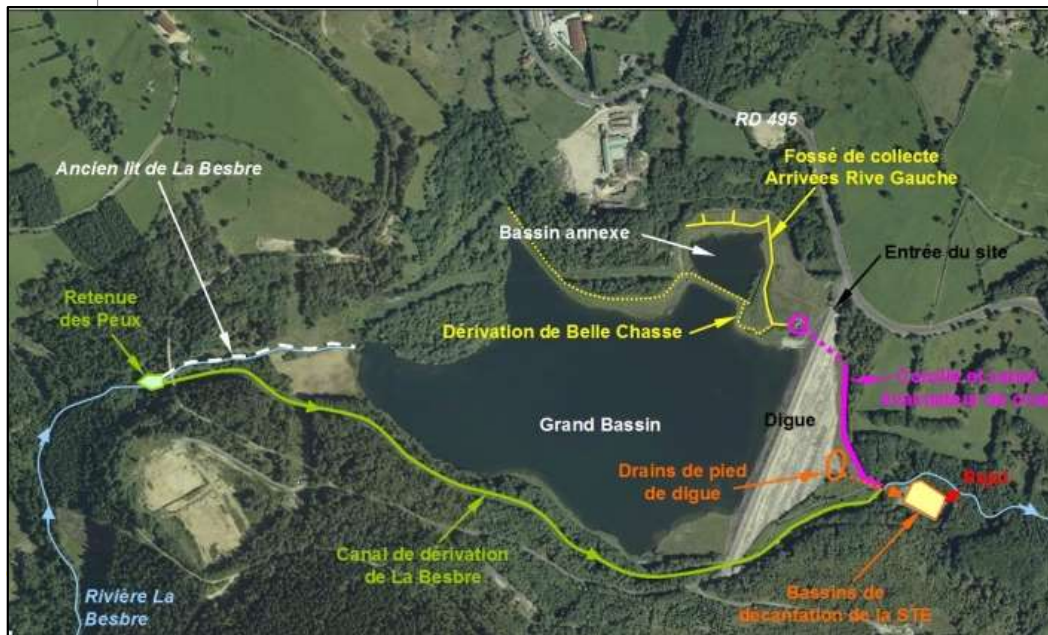 RD 495
Fossé de collecte
Arrivées Rive Gauche
Ancien lit de La Besbre
Bassin annexe
Entrée du site
Retenue
des Peux
Dérivation de Belle Chasse
Grand Bassin
Digue
Drains de pied
de digue
Rejet
Canal de dérivation
de La Besbre
Bassins de
décantation de la STE
Rivière La
Besbre